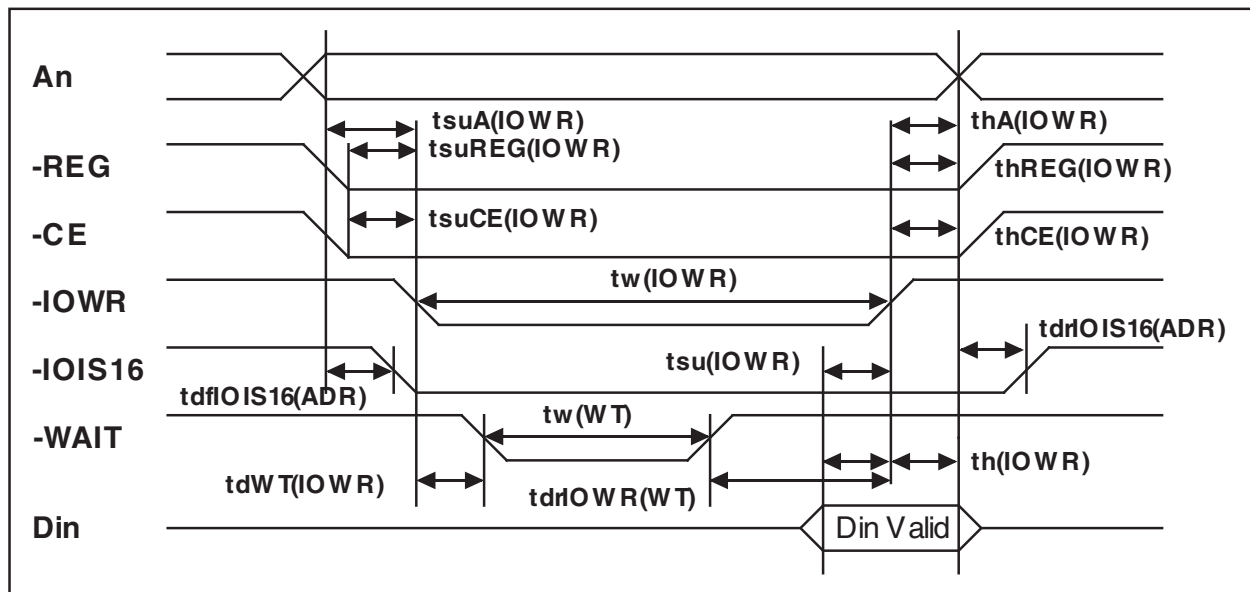 An
tsuA(IOWR)
thA(IOWR)
tsuREG(IOWR)
-REG
thREG(IOWR)
tsuCE(IOWR)
-CE
thCE(IOWR)
tw(IOWR)
-IOWR
tdrIOIS16(ADR)
tsu(IOWR)
-IOIS16
tdfIOIS16(ADR)
tw(WT)
-WAIT
th(IOWR)
tdWT(IOWR)
tdrIOWR(WT)
Din
Din Valid